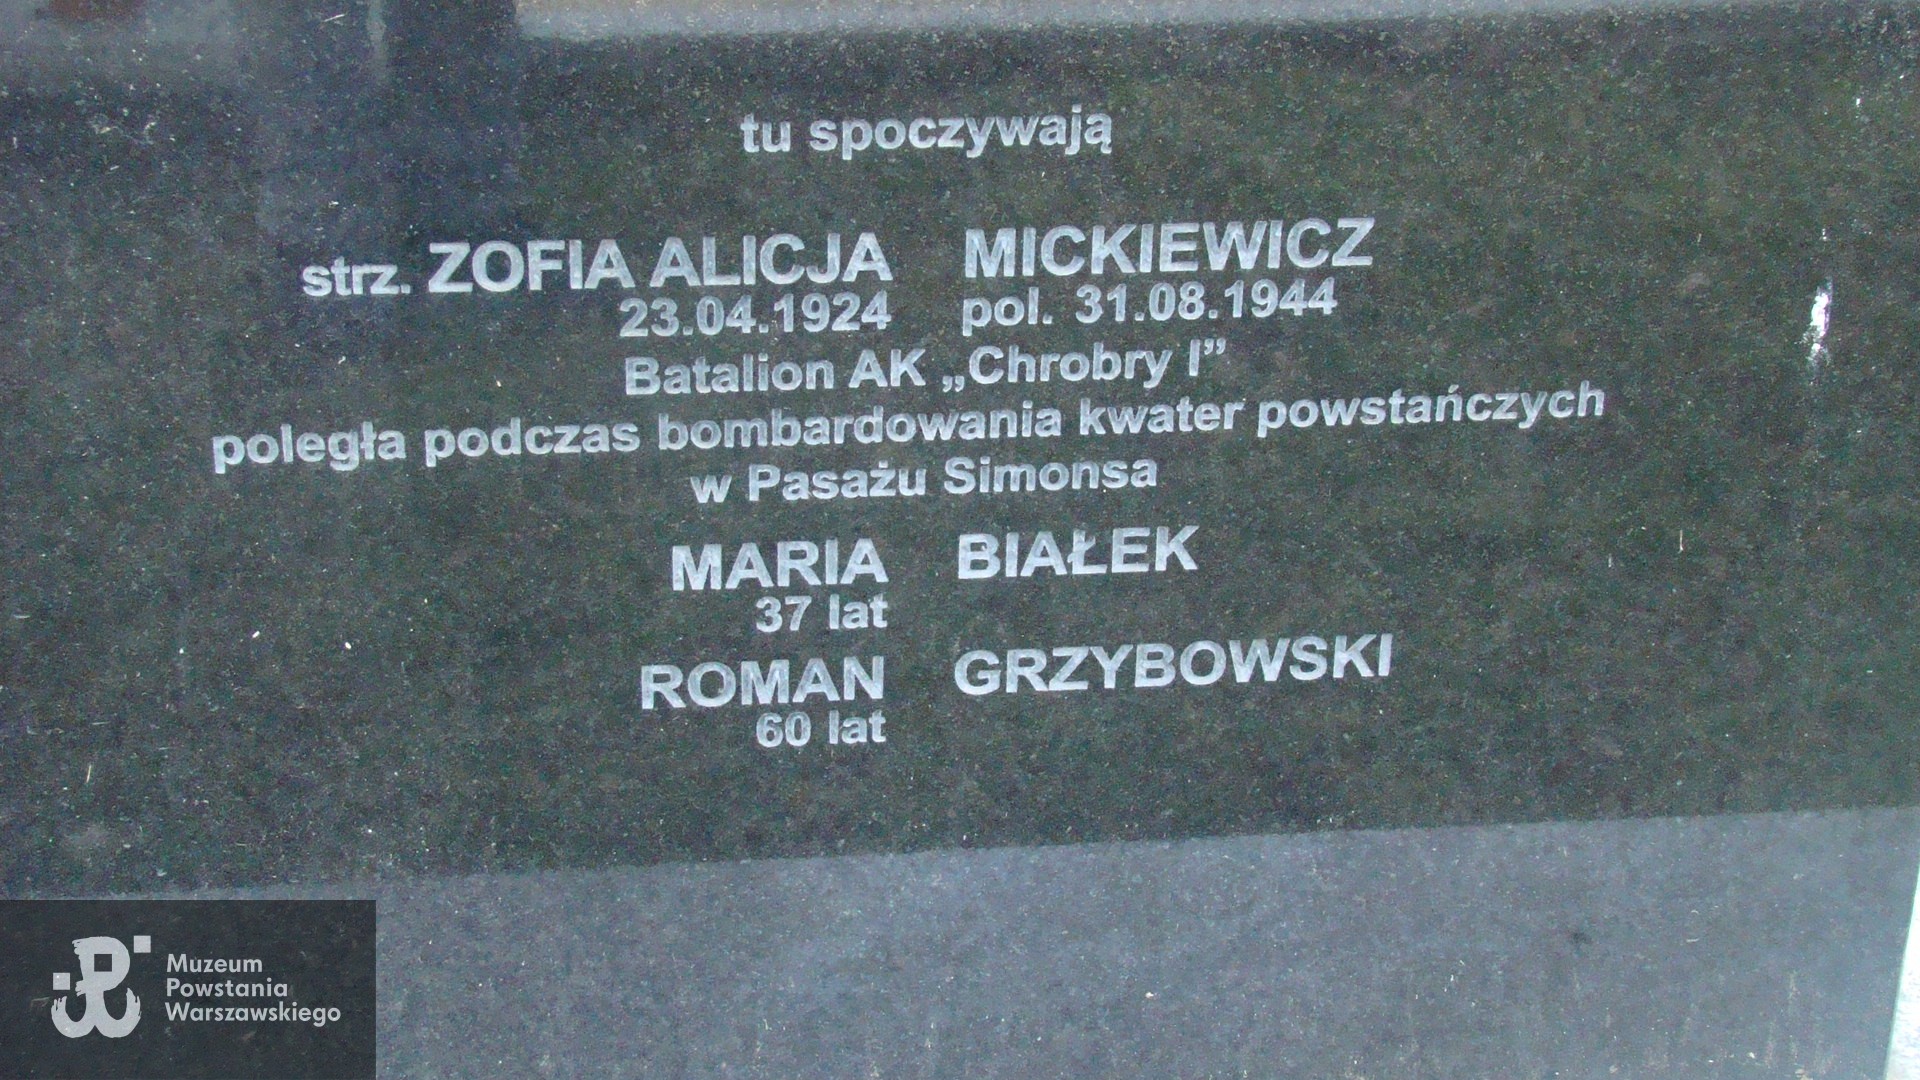 tu spoczywają
strz. ZOFIA ALICJA MICKIEWICZ
23.04.1924 pol. 31.08.1944
Batalion AK „Chrobry I”
poległa podczas bombardowania kwater powstańczych
w Pasażu Simonsa
MARIA BIAŁEK
37 lat
ROMAN GRZYBOWSKI
60 lat
Muzeum
Powstania
Warszawskiego